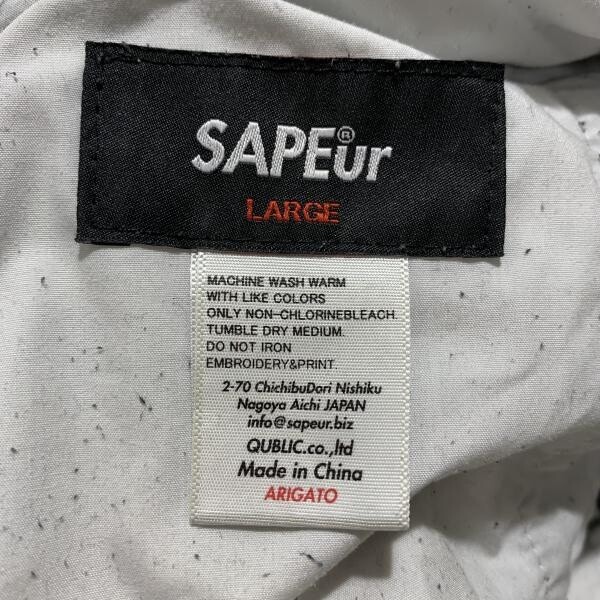 SAPEur®
LARGE
MACHINE WASH WARM
WITH LIKE COLORS
ONLY NON-CHLORINEBLEACH.
TUMBLE DRY MEDIUM.
DO NOT IRON
EMBROIDERY&PRINT.
2-70 ChichibuDori Nishiku
Nagoya Aichi JAPAN
info@sapeur.biz
QUBLIC.co.,ltd
Made in China
ARIGATO